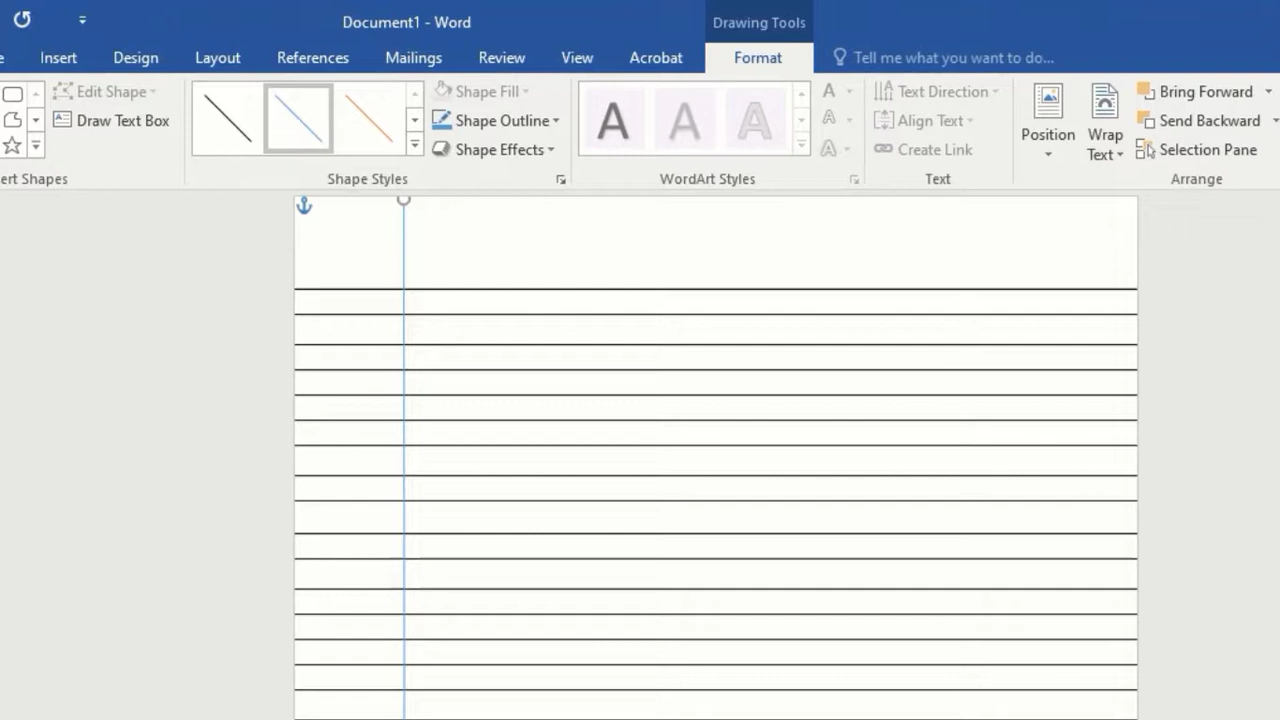 Document1 - Word
Drawing Tools
Insert Design Layout References Mailings Review View Acrobat Format Tell me what you want to do...
Edit Shape Shape Fill Text Direction Bring Forward
Draw Text Box Shape Outline Align Text Position Wrap Text Send Backward
Shape Effects Create Link Selection Pane
ert Shapes Shape Styles WordArt Styles Text Arrange
A A A